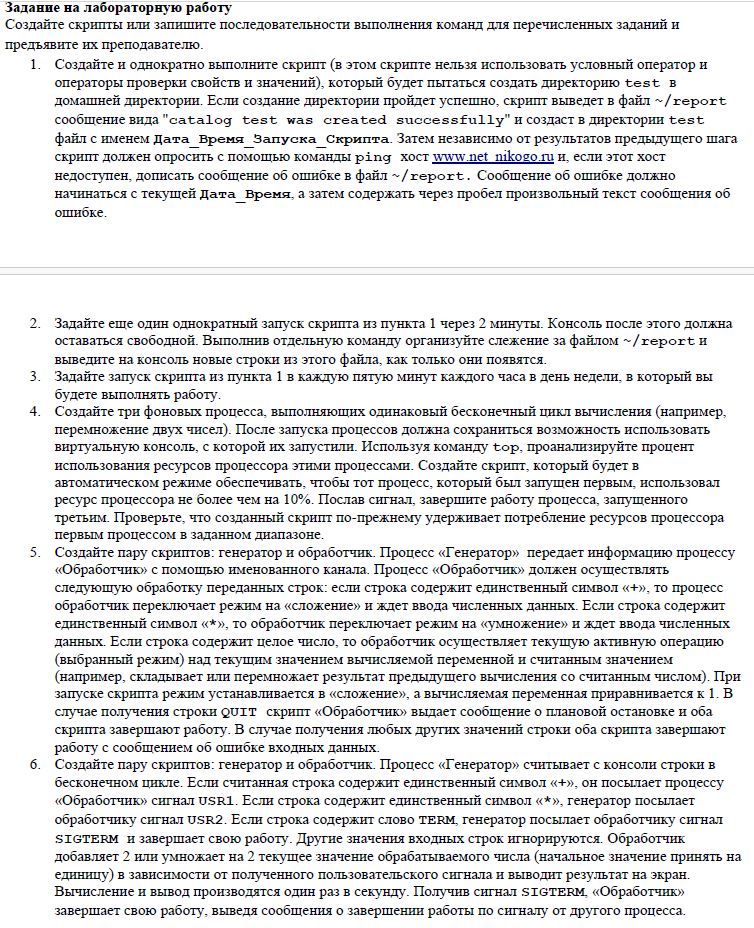 Задание на лабораторную работу
Создайте скрипты или запишите последовательности выполнения команд для перечисленных заданий и
предъявите их преподавателю.
1. Создайте и однократно выполните скрипт (в этом скрипте нельзя использовать условный оператор и
операторы проверки свойств и значений), который будет пытаться создать директорию test в
домашней директории. Если создание директории пройдет успешно, скрипт выведет в файл ~/report
сообщение вида "catalog test was created successfully" и создаст в директории test
файл с именем Дата_Время_Запуска_Скрипта. Затем независимо от результатов предыдущего шага
скрипт должен опросить с помощью команды ping хост www.net_nikogo.ru и, если этот хост
недоступен, дописать сообщение об ошибке в файл ~/report. Сообщение об ошибке должно
начинаться с текущей Дата_Время, а затем содержать через пробел произвольный текст сообщения об
ошибке.
2. Задайте еще один однократный запуск скрипта из пункта 1 через 2 минуты. Консоль после этого должна
оставаться свободной. Выполнив отдельную команду организуйте слежение за файлом ~/report и
выведите на консоль новые строки из этого файла, как только они появятся.
3. Задайте запуск скрипта из пункта 1 в каждую пятую минут каждого часа в день недели, в который вы
будете выполнять работу.
4. Создайте три фоновых процесса, выполняющих одинаковый бесконечный цикл вычисления (например,
перемножение двух чисел). После запуска процессов должна сохраниться возможность использовать
виртуальную консоль, с которой их запустили. Используя команду top, проанализируйте процент
использования ресурсов процессора этими процессами. Создайте скрипт, который будет в
автоматическом режиме обеспечивать, чтобы тот процесс, который был запущен первым, использовал
ресурс процессора не более чем на 10%. Послав сигнал, завершите работу процесса, запущенного
третьим. Проверьте, что созданный скрипт по-прежнему удерживает потребление ресурсов процессора
первым процессом в заданном диапазоне.
5. Создайте пару скриптов: генератор и обработчик. Процесс «Генератор» передает информацию процессу
«Обработчик» с помощью именованного канала. Процесс «Обработчик» должен осуществлять
следующую обработку переданных строк: если строка содержит единственный символ «+», то процесс
обработчик переключает режим на «сложение» и ждет ввода численных данных. Если строка содержит
единственный символ «*», то обработчик переключает режим на «умножение» и ждет ввода численных
данных. Если строка содержит целое число, то обработчик осуществляет текущую активную операцию
(выбранный режим) над текущим значением вычисляемой переменной и считанным значением
(например, складывает или перемножает результат предыдущего вычисления со считанным числом). При
запуске скрипта режим устанавливается в «сложение», а вычисляемая переменная приравнивается к 1. В
случае получения строки QUIT скрипт «Обработчик» выдает сообщение о плановой остановке и оба
скрипта завершают работу. В случае получения любых других значений строки оба скрипта завершают
работу с сообщением об ошибке входных данных.
6. Создайте пару скриптов: генератор и обработчик. Процесс «Генератор» считывает с консоли строки в
бесконечном цикле. Если считанная строка содержит единственный символ «+», он посылает процессу
«Обработчик» сигнал USR1. Если строка содержит единственный символ «*», генератор посылает
обработчику сигнал USR2. Если строка содержит слово TERM, генератор посылает обработчику сигнал
SIGTERM и завершает свою работу. Другие значения входных строк игнорируются. Обработчик
добавляет 2 или умножает на 2 текущее значение обрабатываемого числа (начальное значение принять на
единицу) в зависимости от полученного пользовательского сигнала и выводит результат на экран.
Вычисление и вывод производятся один раз в секунду. Получив сигнал SIGTERM, «Обработчик»
завершает свою работу, выведя сообщения о завершении работы по сигналу от другого процесса.